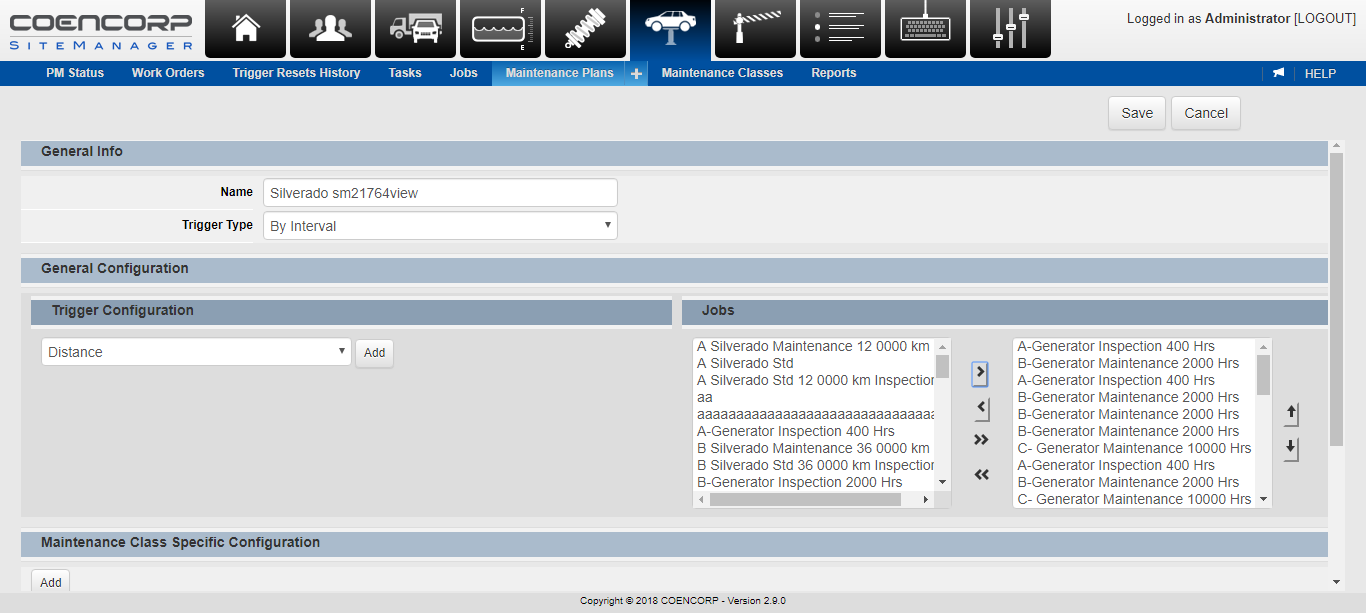 COENCORP
SITEMANAGER
F
E
Logged in as Administrator [LOGOUT]
PM Status Work Orders Trigger Resets History Tasks Jobs Maintenance Plans + Maintenance Classes Reports HELP
Save Cancel
General Info
Name Silverado sm21764view
Trigger Type By Interval
General Configuration
Trigger Configuration
Distance Add
Jobs
A Silverado Maintenance 12 0000 km
A Silverado Std
A Silverado Std 12 0000 km Inspection
aa
aaaaaaaaaaaaaaaaaaaaaaaaaaaaaaa
A-Generator Inspection 400 Hrs
B Silverado Maintenance 36 0000 km
B Silverado Std 36 0000 km Inspection
B-Generator Inspection 2000 Hrs
A-Generator Inspection 400 Hrs
B-Generator Maintenance 2000 Hrs
A-Generator Inspection 400 Hrs
B-Generator Maintenance 2000 Hrs
B-Generator Maintenance 2000 Hrs
B-Generator Maintenance 2000 Hrs
C- Generator Maintenance 10000 Hrs
A-Generator Inspection 400 Hrs
B-Generator Maintenance 2000 Hrs
C- Generator Maintenance 10000 Hrs
Maintenance Class Specific Configuration
Add
Copyright © 2018 COENCORP - Version 2.9.0